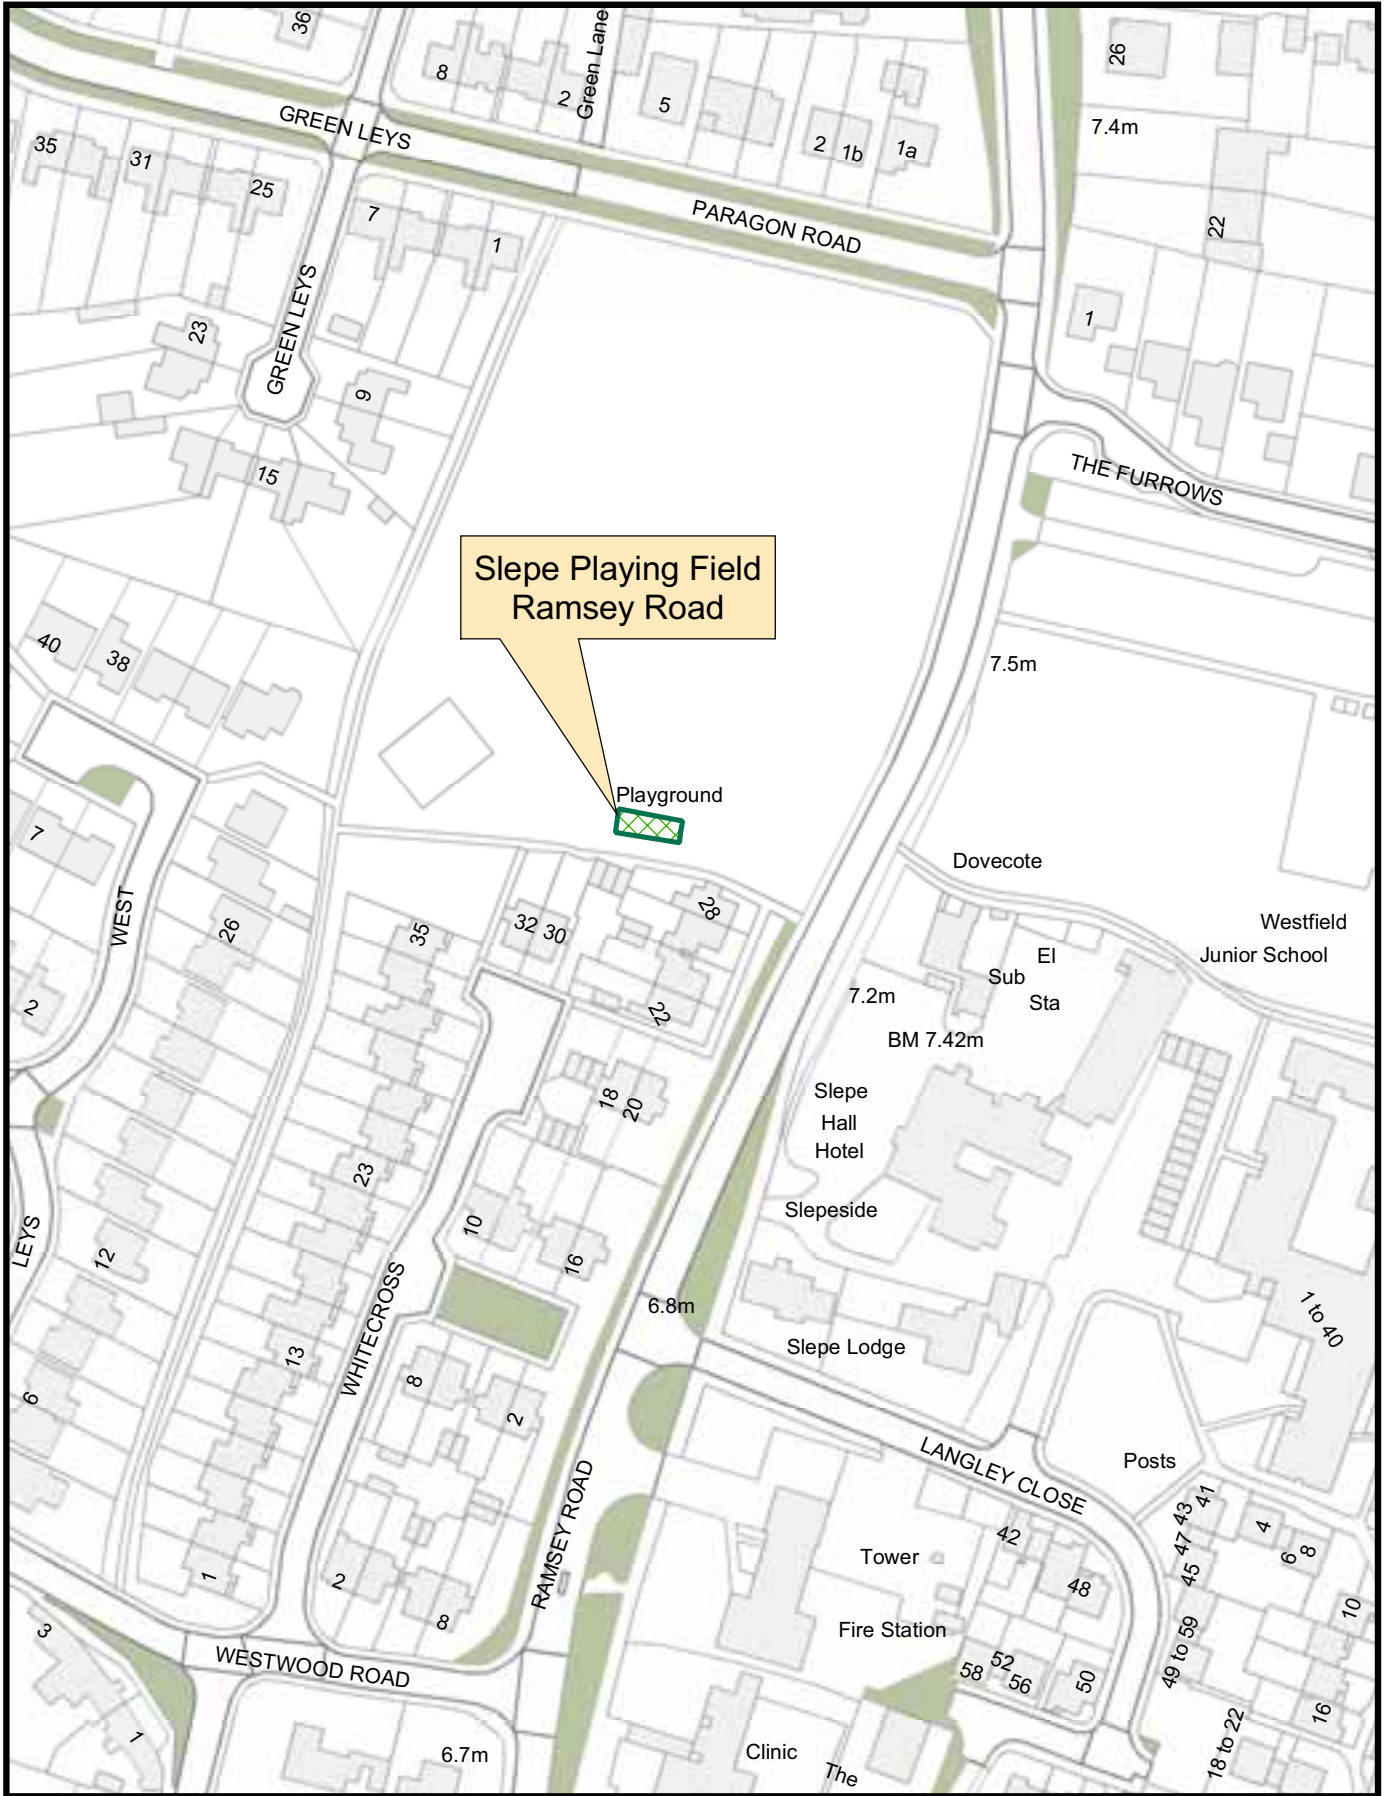 36
8
2
Green Lane
5
2
1b
1a
26
7.4m
22
GREEN LEYS
35
31
25
7
1
PARAGON ROAD
GREEN LEYS
23
9
15
1
THE FURROWS
Slepe Playing Field
Ramsey Road
40
38
7.5m
Playground
7
WEST
2
26
35
32
30
28
22
Dovecote
Westfield
Junior School
El
Sub
Sta
7.2m
BM 7.42m
Slepe
Hall
Hotel
18
20
23
10
16
Slepeside
LEYS
12
6
13
WHITECROSS
8
2
6.8m
Slepe Lodge
1 to 40
LANGLEY CLOSE
Posts
RAMSEY ROAD
1
2
8
Tower
Fire Station
42
48
43
41
47
45
4
6
8
10
49 to 59
58
52
56
50
16
18 to 22
3
1
WESTWOOD ROAD
6.7m
Clinic
The